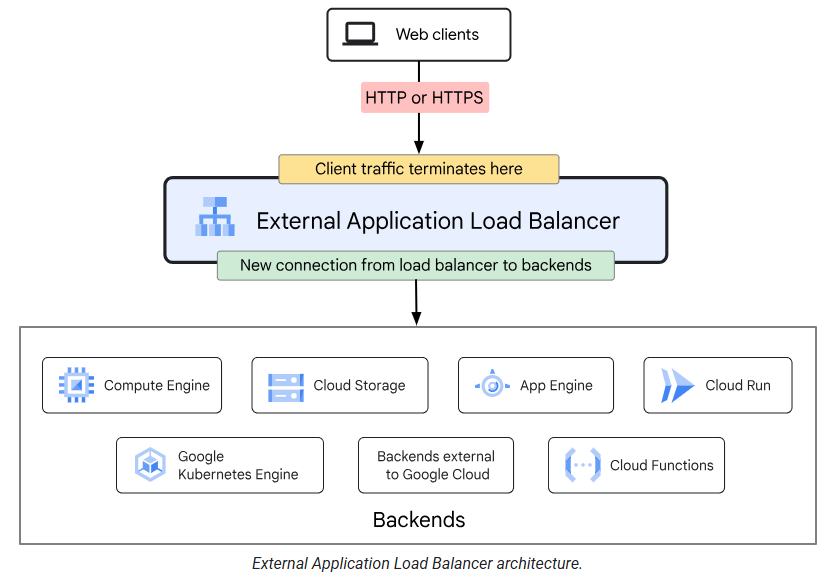 Web clients
HTTP or HTTPS
Client traffic terminates here
External Application Load Balancer
New connection from load balancer to backends
Compute Engine
Cloud Storage
App Engine
Cloud Run
Google
Kubernetes Engine
Backends external
to Google Cloud
Cloud Functions
Backends
External Application Load Balancer architecture.